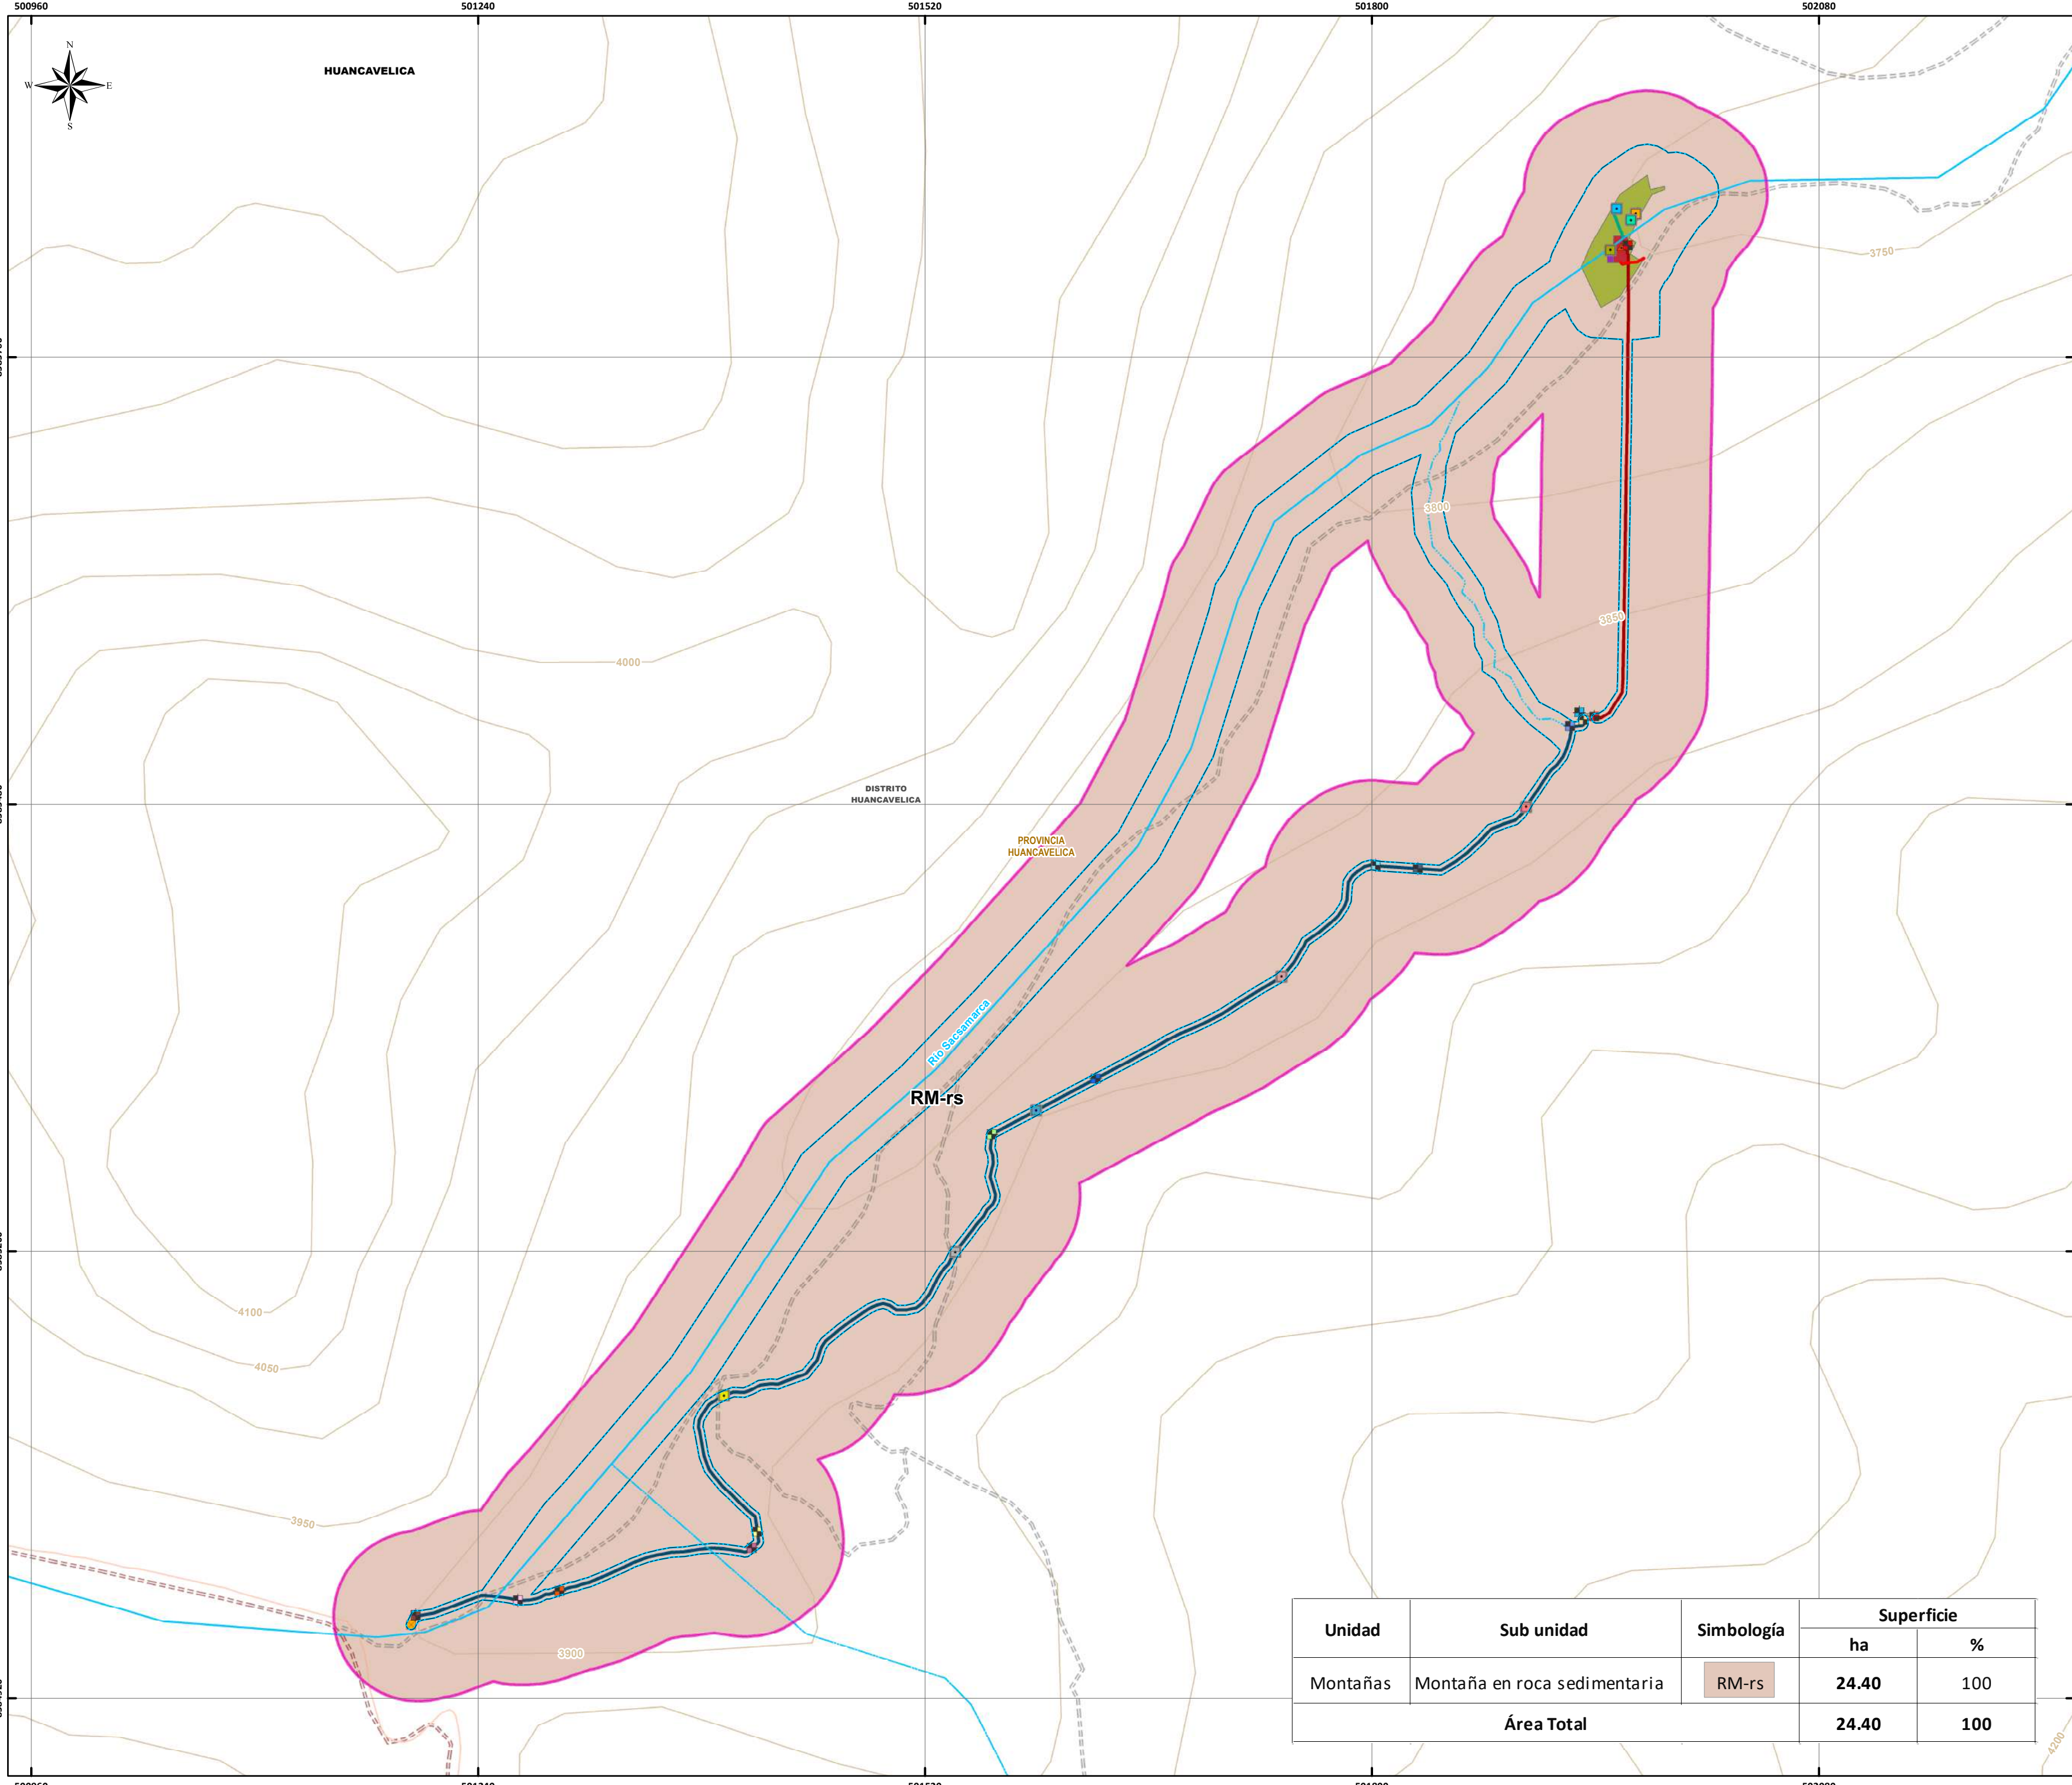 500960
501240
501520
501800
502080
N
W
E
S
HUANCAVELICA
3750
3800
3850
4000
DISTRITO
HUANCAVELICA
PROVINCIA
HUANCAVELICA
Río Sacsamarca
RM-rs
4100
4050
3950
3900
4200
Unidad
Sub unidad
Simbología
Superficie
ha
%
Montañas
Montaña en roca sedimentaria
RM-rs
24.40
100
Área Total
24.40
100